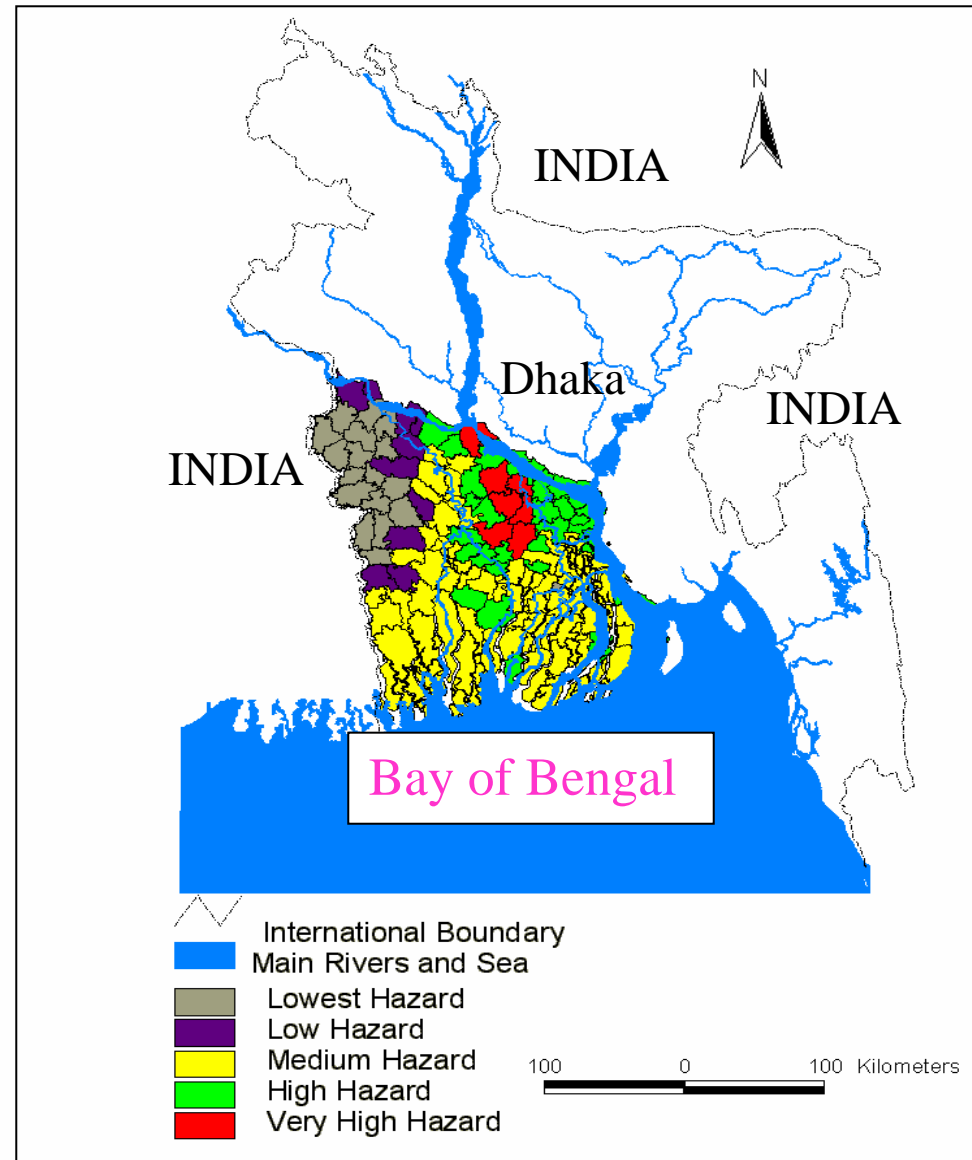 N
INDIA
Dhaka
INDIA
INDIA
Bay of Bengal
International Boundary
Main Rivers and Sea
Lowest Hazard
Low Hazard
Medium Hazard
High Hazard
Very High Hazard
100 0 100 Kilometers